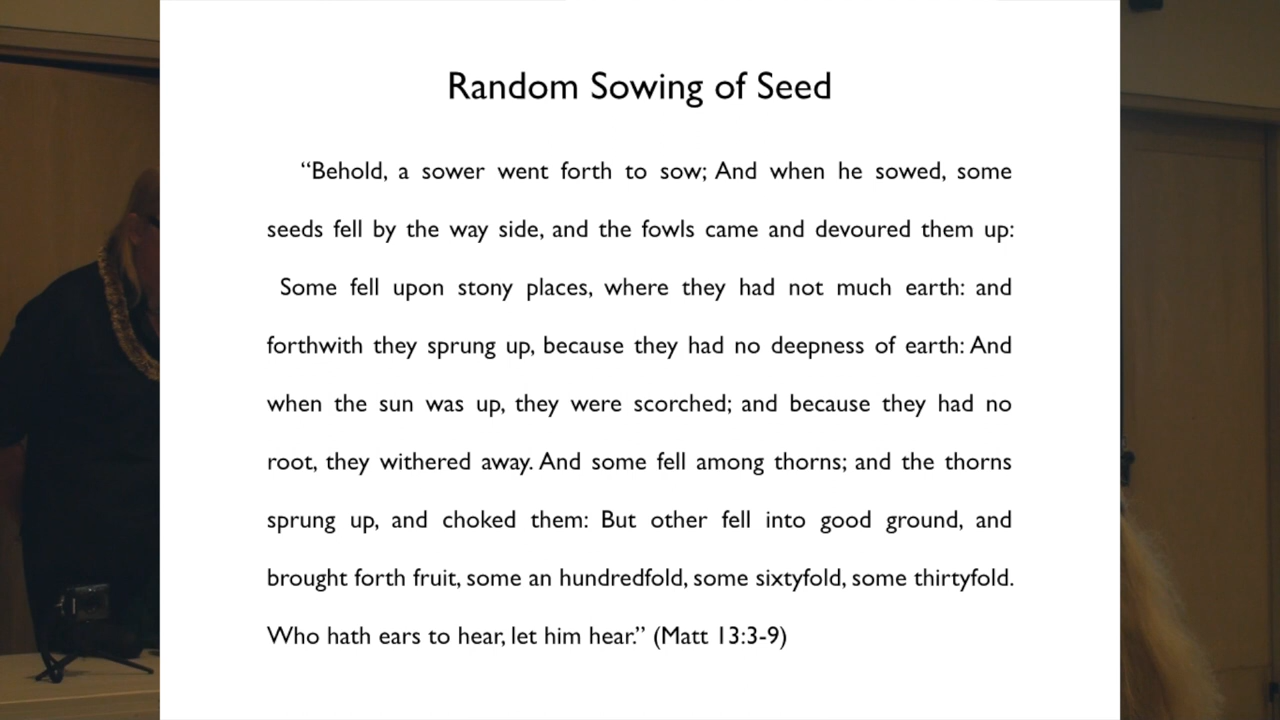 Random Sowing of Seed
“Behold, a sower went forth to sow; And when he sowed, some
seeds fell by the way side, and the fowls came and devoured them up:
Some fell upon stony places, where they had not much earth: and
forthwith they sprung up, because they had no deepness of earth: And
when the sun was up, they were scorched; and because they had no
root, they withered away. And some fell among thorns; and the thorns
sprung up, and choked them: But other fell into good ground, and
brought forth fruit, some an hundredfold, some sixtyfold, some thirtyfold.
Who hath ears to hear, let him hear.” (Matt 13:3-9)